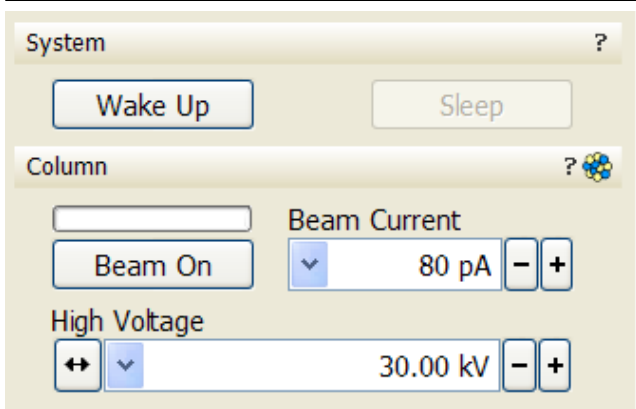 System ?
Wake Up Sleep
Column ?
Beam Current
Beam On 80 pA - +
High Voltage
↔ 30.00 kV - +